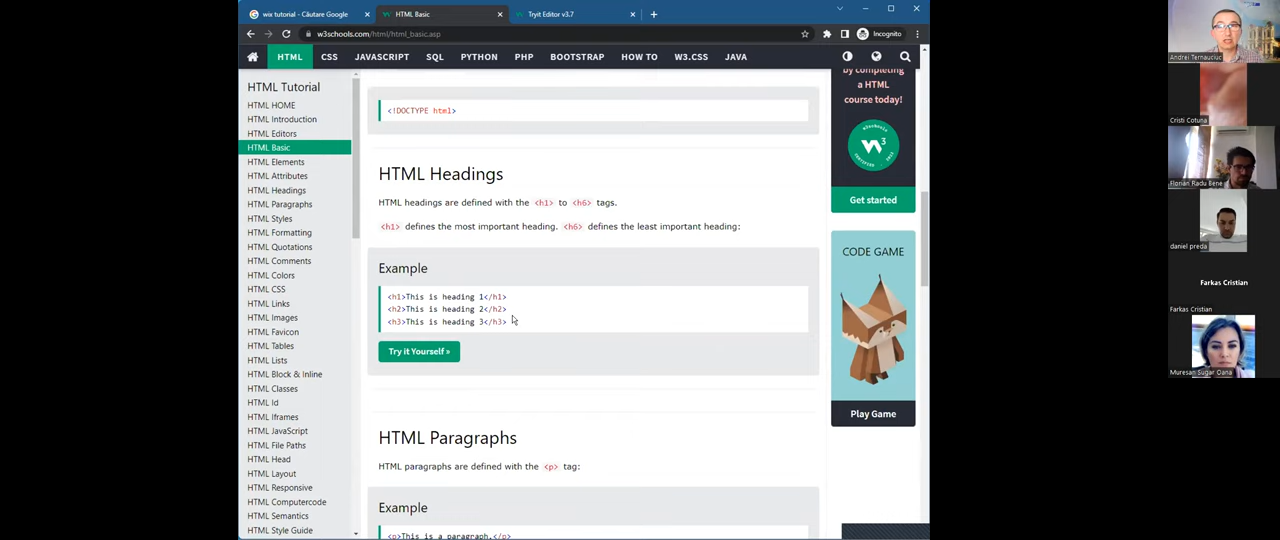 wix tutorial - Căutare Google
HTML Basic
Tryit Editor v3.7
w3schools.com/html/html_basic.asp
Incognito
HTML
CSS
JAVASCRIPT
SQL
PYTHON
PHP
BOOTSTRAP
HOW TO
W3.CSS
JAVA
HTML Tutorial
HTML HOME
HTML Introduction
HTML Editors
HTML Basic
HTML Elements
HTML Attributes
HTML Headings
HTML Paragraphs
HTML Styles
HTML Formatting
HTML Quotations
HTML Comments
HTML Colors
HTML CSS
HTML Links
HTML Images
HTML Favicon
HTML Tables
HTML Lists
HTML Block & Inline
HTML Classes
HTML Id
HTML Iframes
HTML JavaScript
HTML File Paths
HTML Head
HTML Layout
HTML Responsive
HTML Computercode
HTML Semantics
HTML Style Guide
<!DOCTYPE html>
HTML Headings
HTML headings are defined with the <h1> to <h6> tags.
<h1> defines the most important heading. <h6> defines the least important heading:
Example
<h1>This is heading 1</h1>
<h2>This is heading 2</h2>
<h3>This is heading 3</h3>
Try it Yourself »
HTML Paragraphs
HTML paragraphs are defined with the <p> tag:
Example
<p>This is a paragraph.</p>
by completing
a HTML
course today!
Get started
CODE GAME
Play Game
Andrei Ternauciuc
Cristi Cotuna
Florian Radu Bene
daniel preda
Farkas Cristian
Farkas Cristian
Muresan Sugar Oana